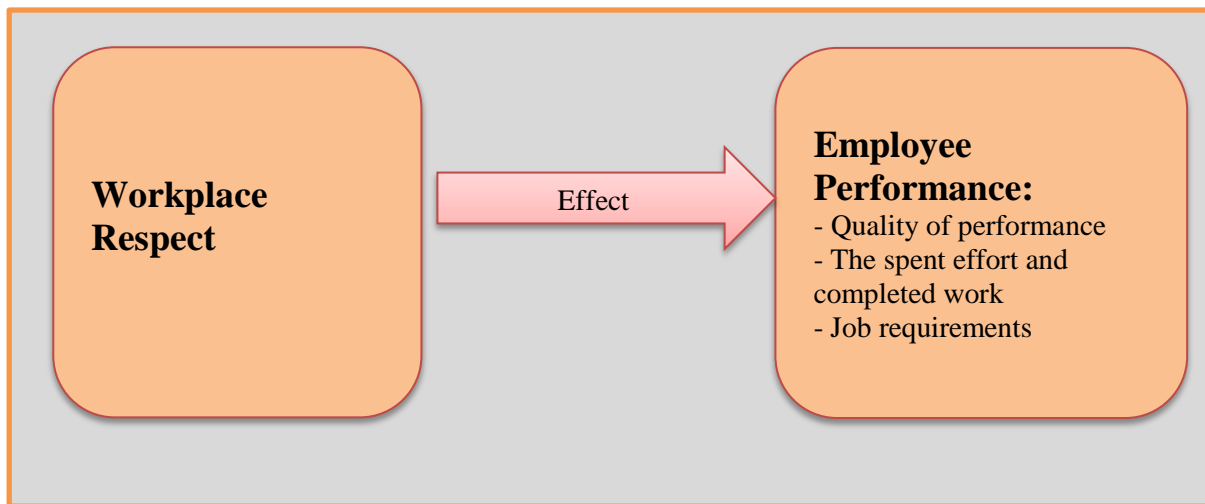 Workplace
Respect
Effect
Employee
Performance:
- Quality of performance
- The spent effort and
completed work
- Job requirements